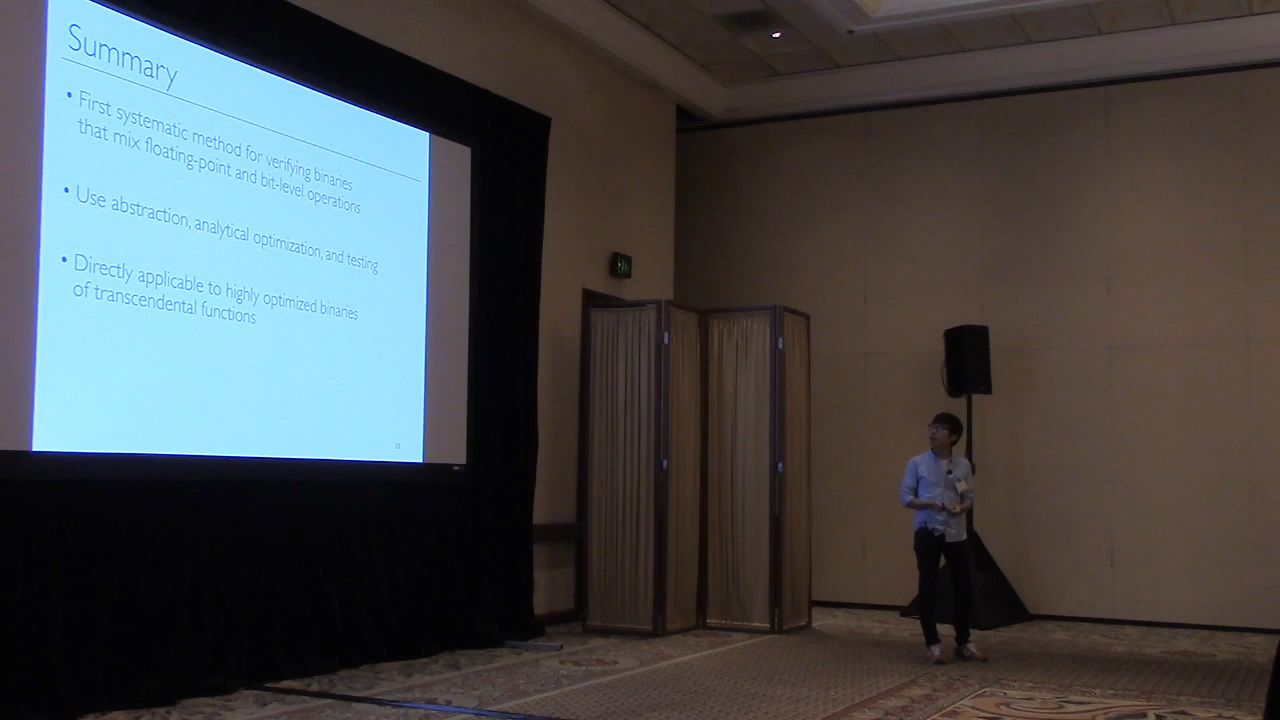 Summary
• First systematic method for verifying binaries
that mix floating-point and bit-level operations
• Use abstraction, analytical optimization, and testing
• Directly applicable to highly optimized binaries
of transcendental functions